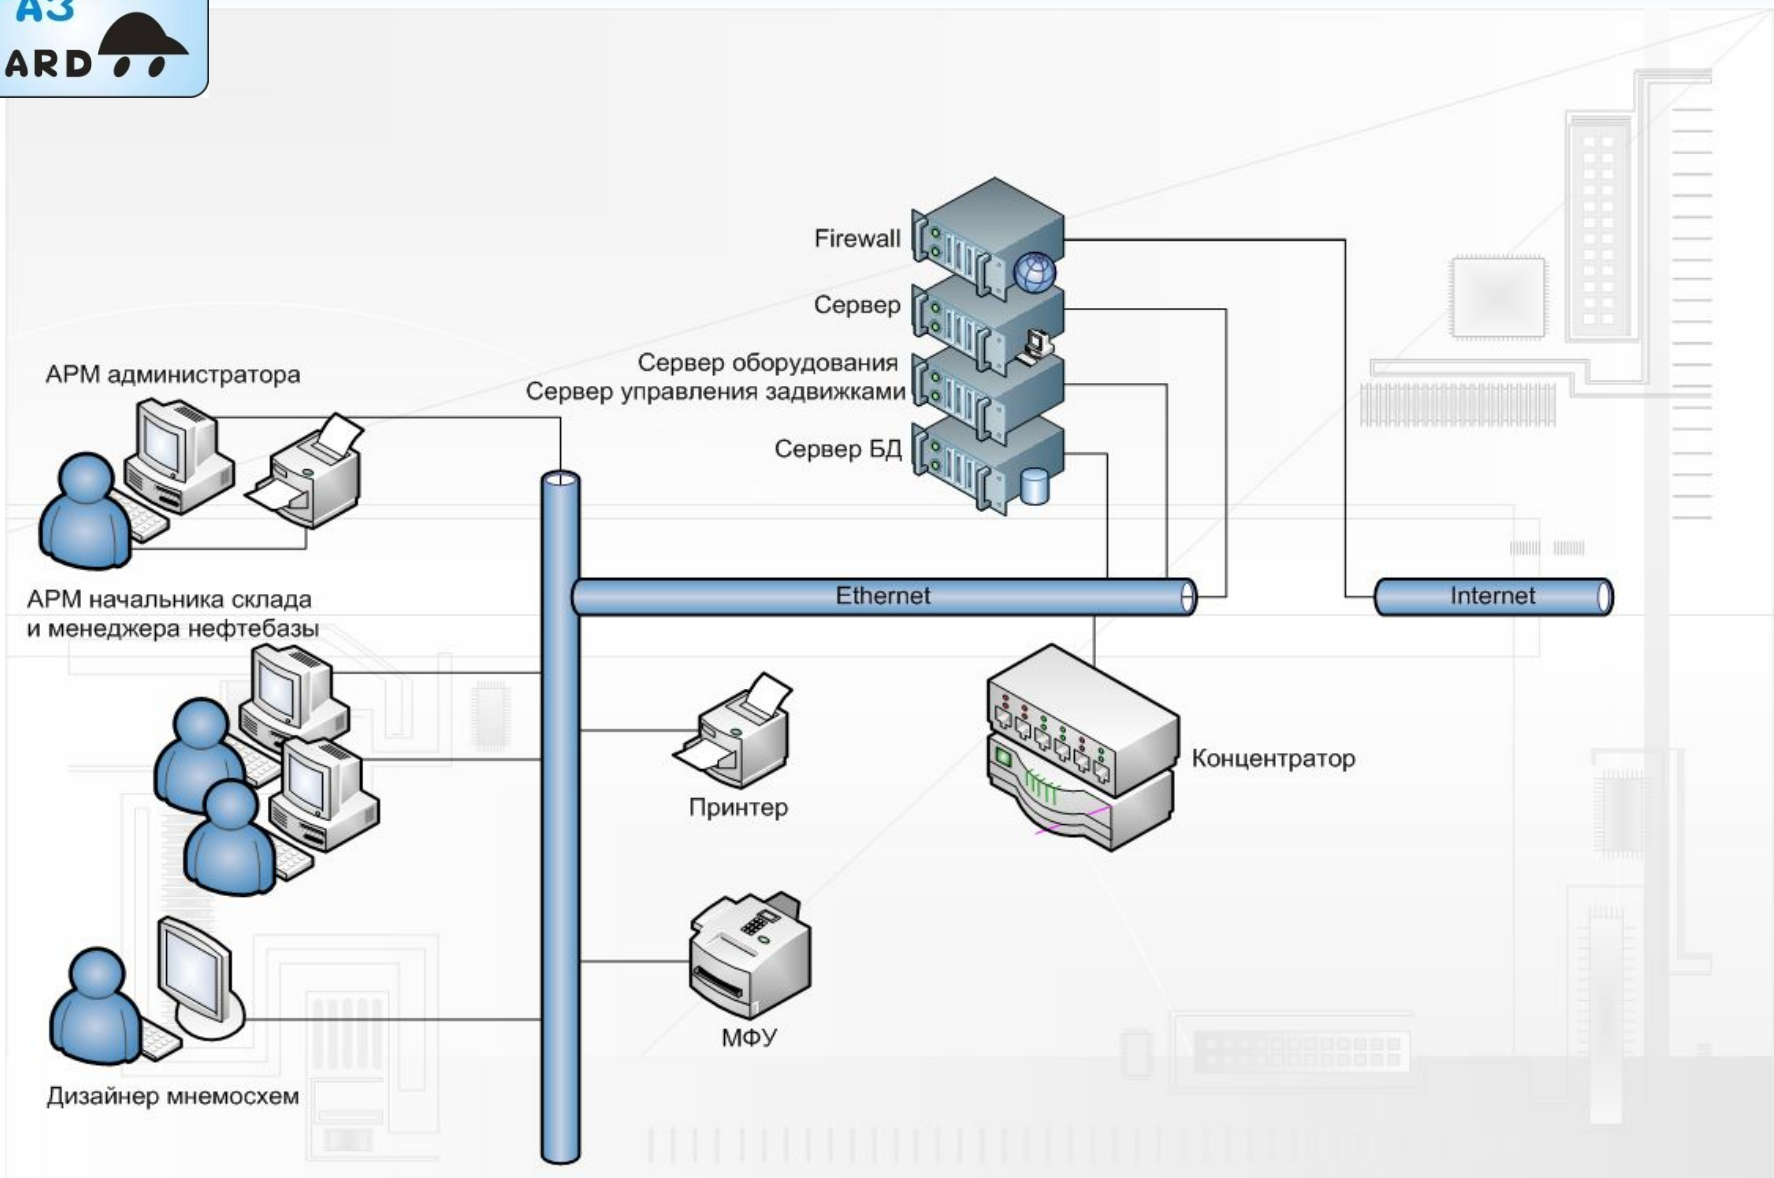 АЗ
ARD
Firewall
Сервер
Сервер оборудования
Сервер управления задвижками
Сервер БД
АРМ администратора
АРМ начальника склада
и менеджера нефтебазы
Ethernet
Internet
Принтер
Концентратор
МФУ
Дизайнер мнемосхем